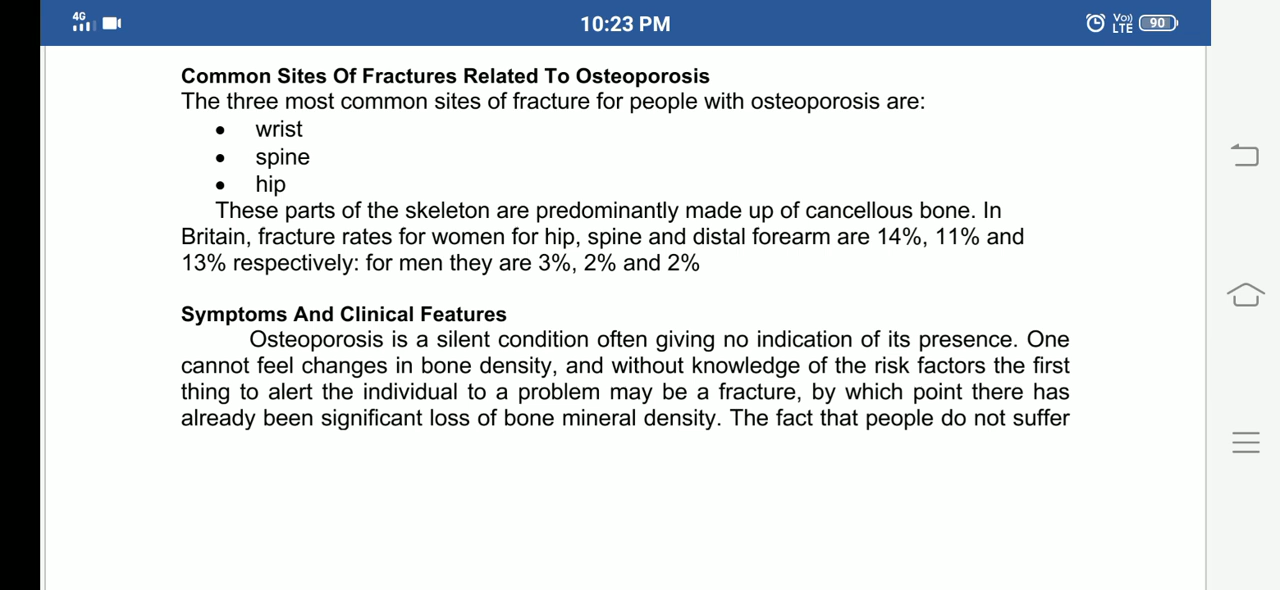 4G
10:23 PM
Vo))
LTE
90
Common Sites Of Fractures Related To Osteoporosis
The three most common sites of fracture for people with osteoporosis are:
• wrist
• spine
• hip
These parts of the skeleton are predominantly made up of cancellous bone. In
Britain, fracture rates for women for hip, spine and distal forearm are 14%, 11% and
13% respectively: for men they are 3%, 2% and 2%
Symptoms And Clinical Features
Osteoporosis is a silent condition often giving no indication of its presence. One
cannot feel changes in bone density, and without knowledge of the risk factors the first
thing to alert the individual to a problem may be a fracture, by which point there has
already been significant loss of bone mineral density. The fact that people do not suffer